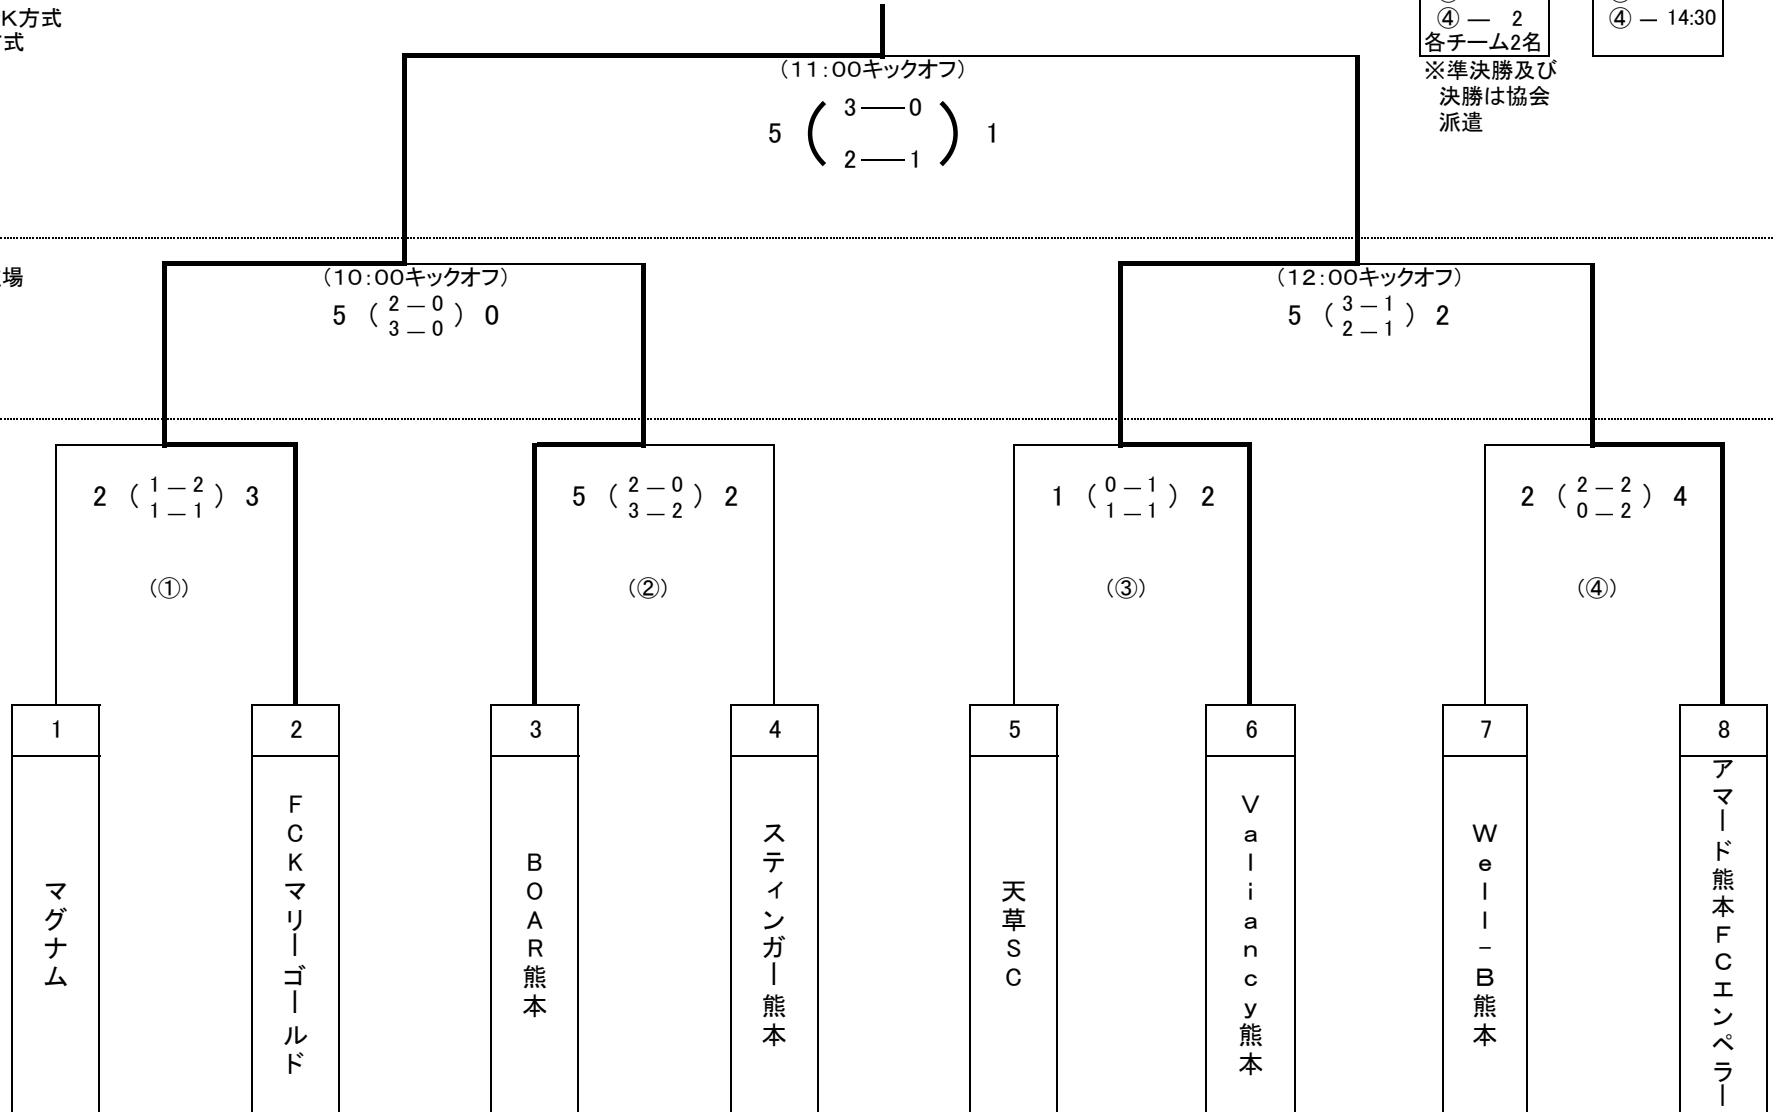 K方式
式
④ ― 2
各チーム2名
④ ― 14:30
※準決勝及び
決勝は協会
派遣
(11:00キックオフ)
3 ― 0
5 ( ) 1
2 ― 1
場
(10:00キックオフ)
2 ― 0
5 ( ) 0
3 ― 0
(12:00キックオフ)
3 ― 1
5 ( ) 2
2 ― 1
1 ― 2
2 ( ) 3
1 ― 1
(①)
2 ― 0
5 ( ) 2
3 ― 2
(②)
0 ― 1
1 ( ) 2
1 ― 1
(③)
2 ― 2
2 ( ) 4
0 ― 2
(④)
1
マグナム
2
FCKマリーゴールド
3
BOAR熊本
4
スティンガー熊本
5
天草SC
6
Valiancy熊本
7
Well-B熊本
8
アマード熊本FCエンペラー